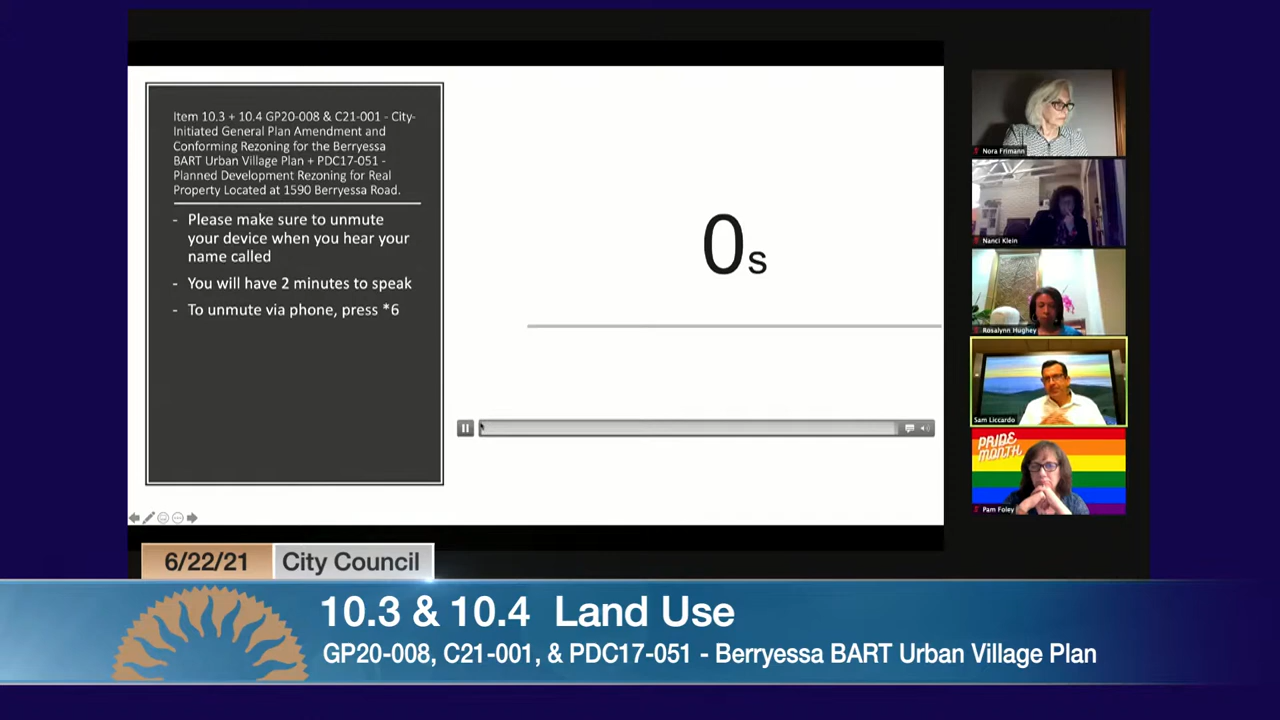 Item 10.3 + 10.4 GP20-008 & C21-001 - City-
Initiated General Plan Amendment and
Conforming Rezoning for the Berryessa
BART Urban Village Plan + PDC17-051 -
Planned Development Rezoning for Real
Property Located at 1590 Berryessa Road.
- Please make sure to unmute
your device when you hear your
name called
- You will have 2 minutes to speak
- To unmute via phone, press *6
0s
Nora Frimann
Nanci Klein
Rosalynn Hughey
Sam Liccardo
PRIDE
MONTH
Pam Foley
6/22/21 City Council
10.3 & 10.4 Land Use
GP20-008, C21-001, & PDC17-051 - Berryessa BART Urban Village Plan